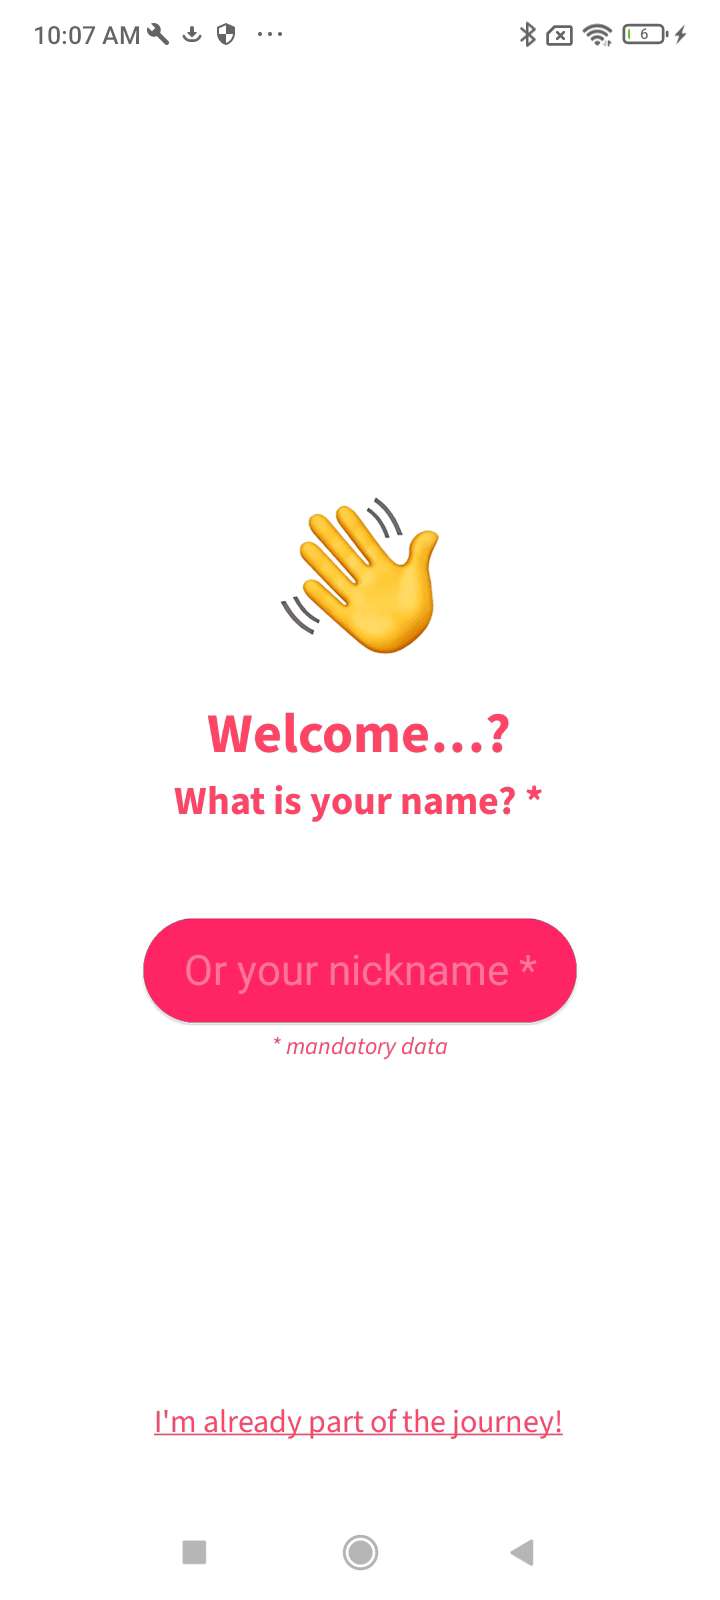 10:07 AM
6
Welcome...?
What is your name? *
Or your nickname *
* mandatory data
I'm already part of the journey!